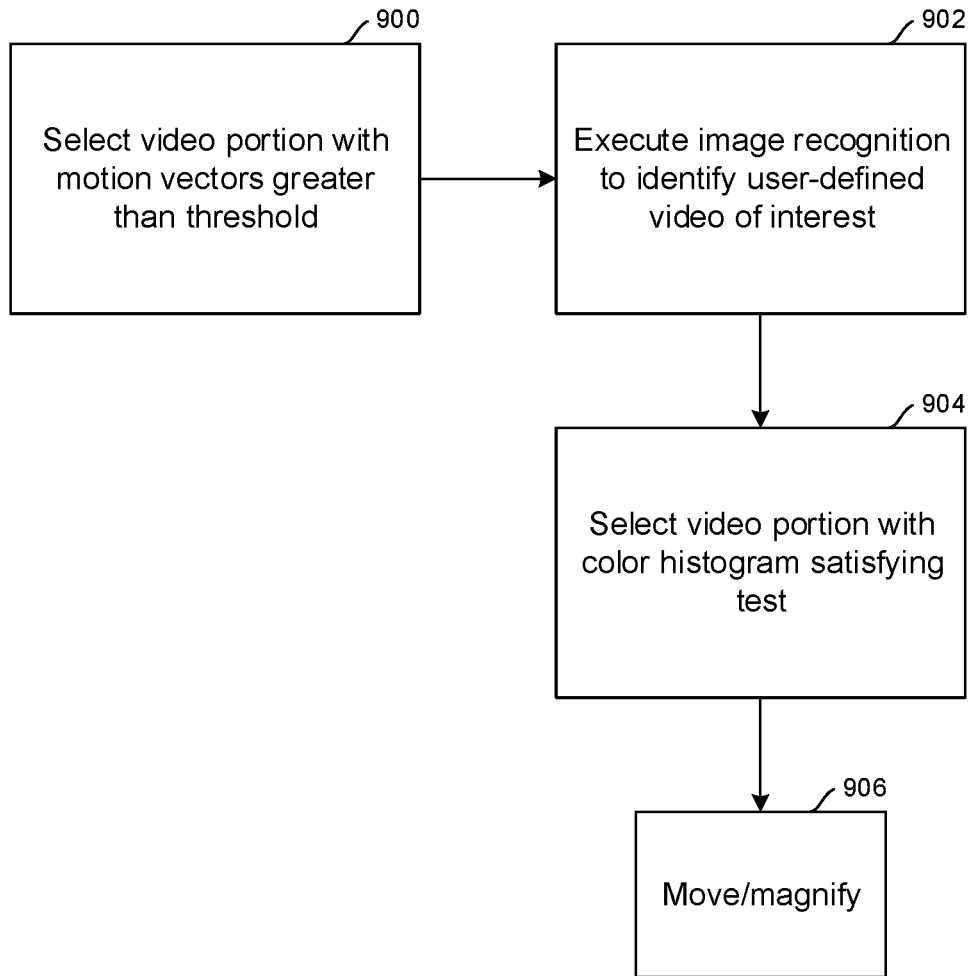 900
Select video portion with
motion vectors greater
than threshold
902
Execute image recognition
to identify user-defined
video of interest
904
Select video portion with
color histogram satisfying
test
906
Move/magnify